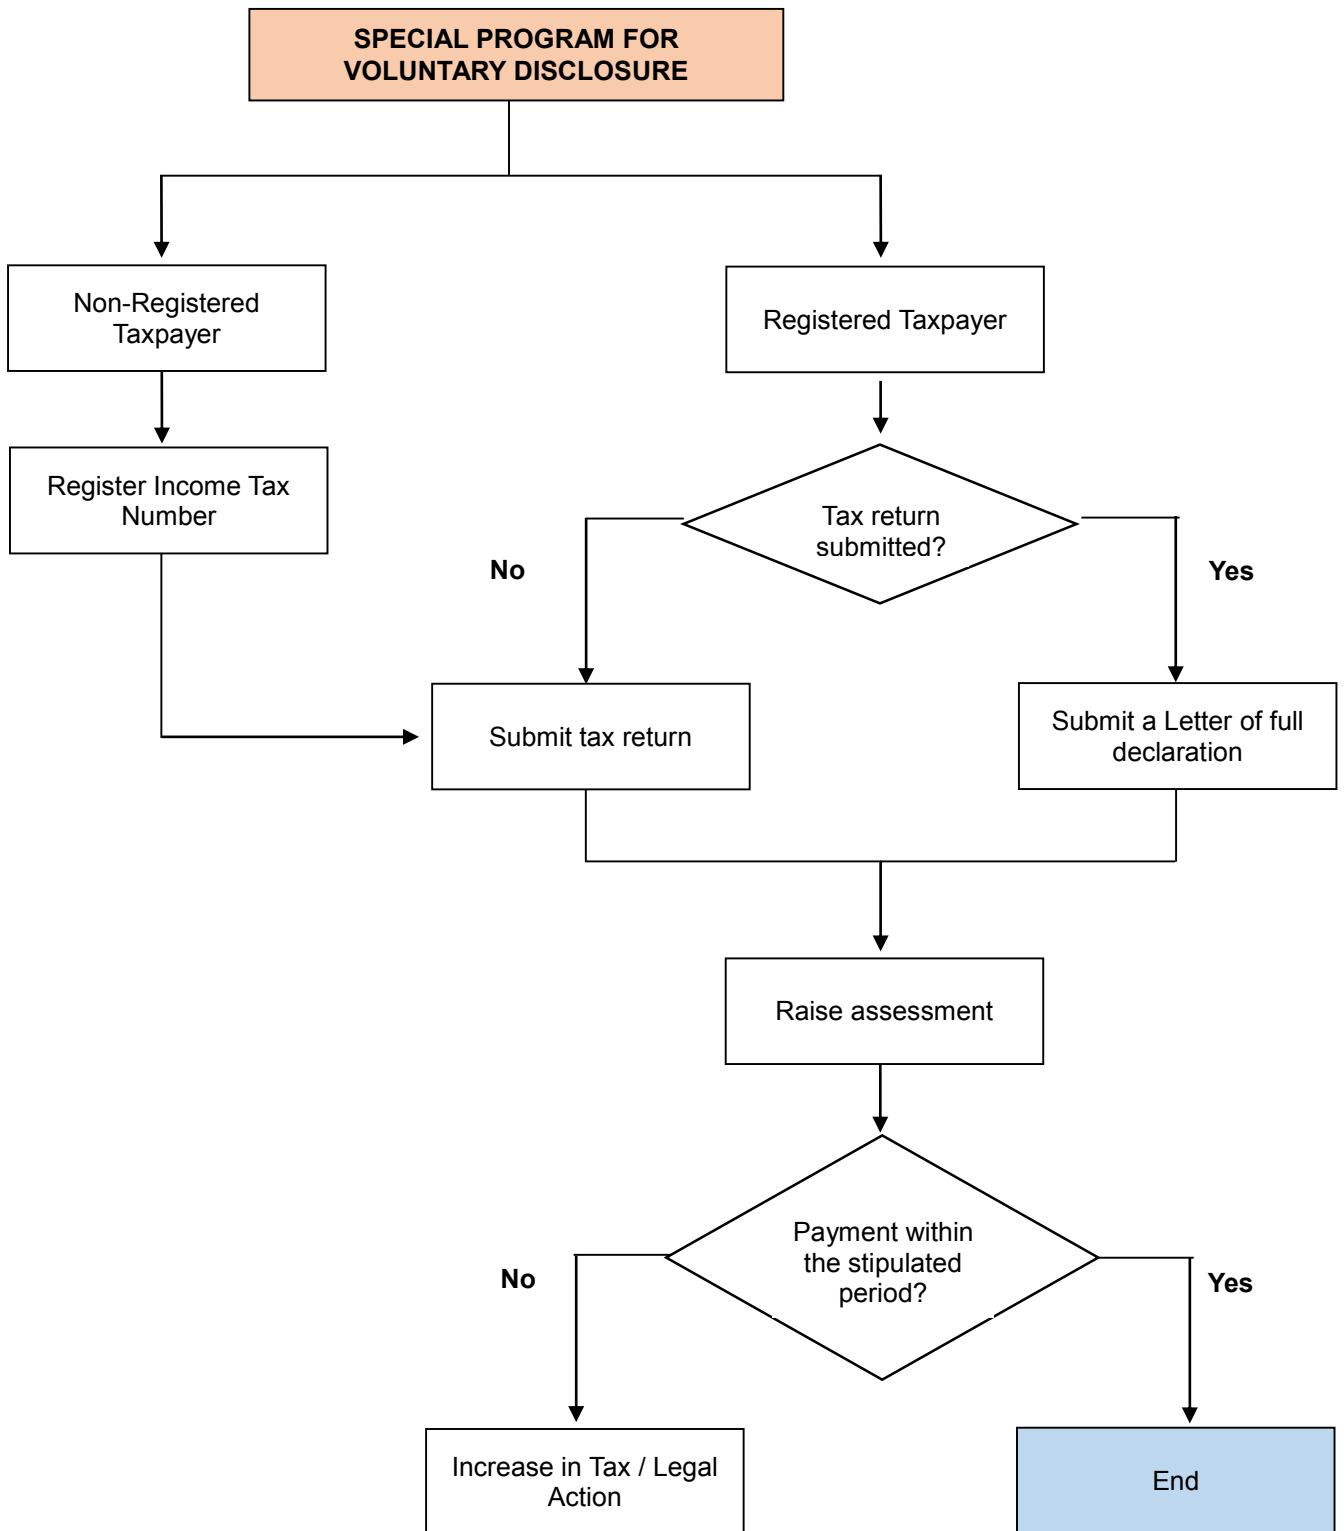 SPECIAL PROGRAM FOR
VOLUNTARY DISCLOSURE
Non-Registered
Taxpayer
Registered Taxpayer
Register Income Tax
Number
Tax return
submitted?
No
Yes
Submit tax return
Submit a Letter of full
declaration
Raise assessment
Payment within
the stipulated
period?
No
Yes
Increase in Tax / Legal
Action
End